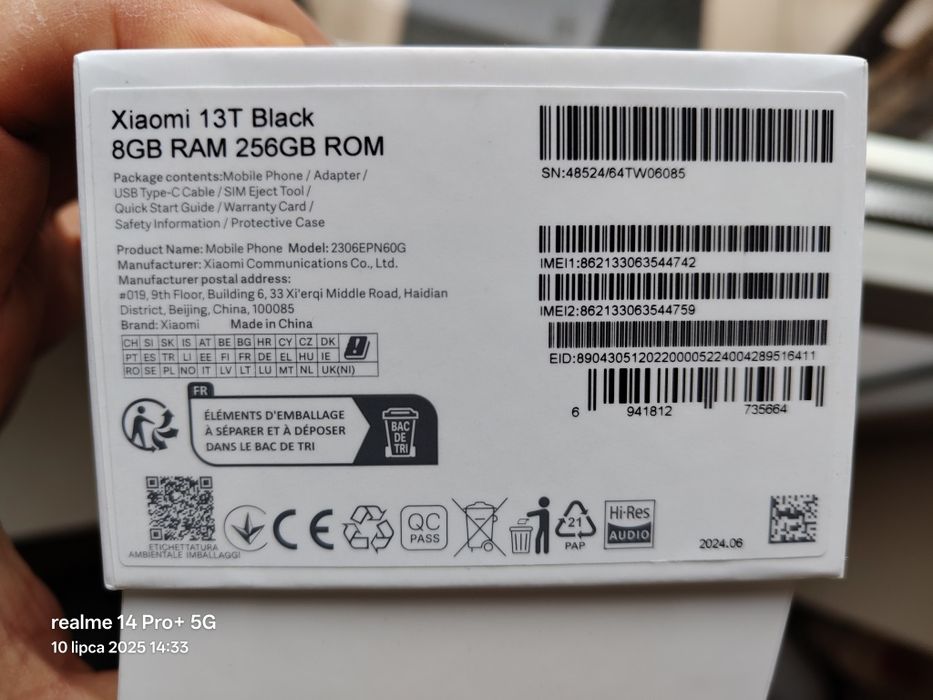 Xiaomi 13T Black
8GB RAM 256GB ROM
Package contents:Mobile Phone / Adapter /
USB Type-C Cable / SIM Eject Tool /
Quick Start Guide / Warranty Card /
Safety Information / Protective Case
Product Name: Mobile Phone Model: 2306EPN60G
Manufacturer: Xiaomi Communications Co., Ltd.
Manufacturer postal address:
#019, 9th Floor, Building 6, 33 Xi'erqi Middle Road, Haidian
District, Beijing, China, 100085
Brand: Xiaomi Made in China
CH SI SK IS AT BE BG HR CY CZ DK
PT ES TR LI EE FI FR DE EL HU IE
RO SE PL NO IT LV LT LU MT NL UK(NI)
FR
ÉLÉMENTS D'EMBALLAGE
À SÉPARER ET À DÉPOSER
DANS LE BAC DE TRI
BAC
DE
TRI
SN:48524/64TW06085
IMEI1:862133063544742
IMEI2:862133063544759
EID:89043051202200005224004289516411
6 941812 735664
ETICHETTATURA
AMBIENTALE IMBALLAGGI
CE
QC
PASS
21
PAP
Hi-Res
AUDIO
2024.06
realme 14 Pro+ 5G
10 lipca 2025 14:33